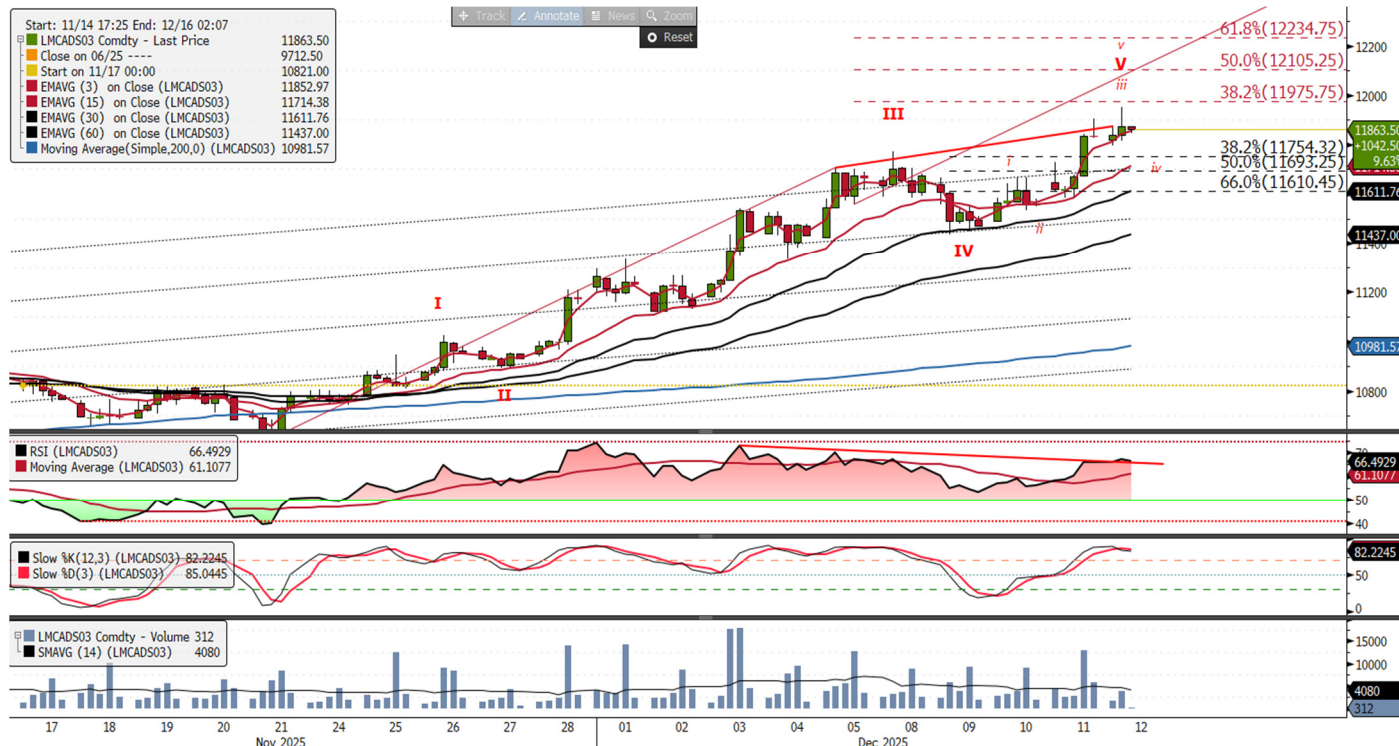 Track Annotate News Zoom
Reset
Start: 11/14 17:25 End: 12/16 02:07
LMCADS03 Comdty - Last Price 11863.50
Close on 06/25 ---- 9712.50
Start on 11/17 00:00 10821.00
EMAVG (3) on Close (LMCADS03) 11852.97
EMAVG (15) on Close (LMCADS03) 11714.38
EMAVG (30) on Close (LMCADS03) 11611.76
EMAVG (60) on Close (LMCADS03) 11437.00
Moving Average(Simple,200,0) (LMCADS03) 10981.57
61.8%(12234.75)
v
12200
V
50.0%(12105.25)
iii
38.2%(11975.75)
12000
III
11863.50
+1042.50
9.63%
38.2%(11754.32)
50.0%(11693.25)
i
iv
66.0%(11610.45)
11611.76
ii
IV
11437.00
11400
I
11200
10981.57
II
10800
RSI (LMCADS03) 66.4929
Moving Average (LMCADS03) 61.1077
70
66.4929
61.1077
50
40
Slow %K(12,3) (LMCADS03) 82.2245
Slow %D(3) (LMCADS03) 85.0445
82.2245
50
0
LMCADS03 Comdty - Volume 312
SMAVG (14) (LMCADS03) 4080
15000
10000
4080
312
17 18 19 20 21 24 25 26 27 28 01 02 03 04 05 08 09 10 11 12
Nov 2025 Dec 2025